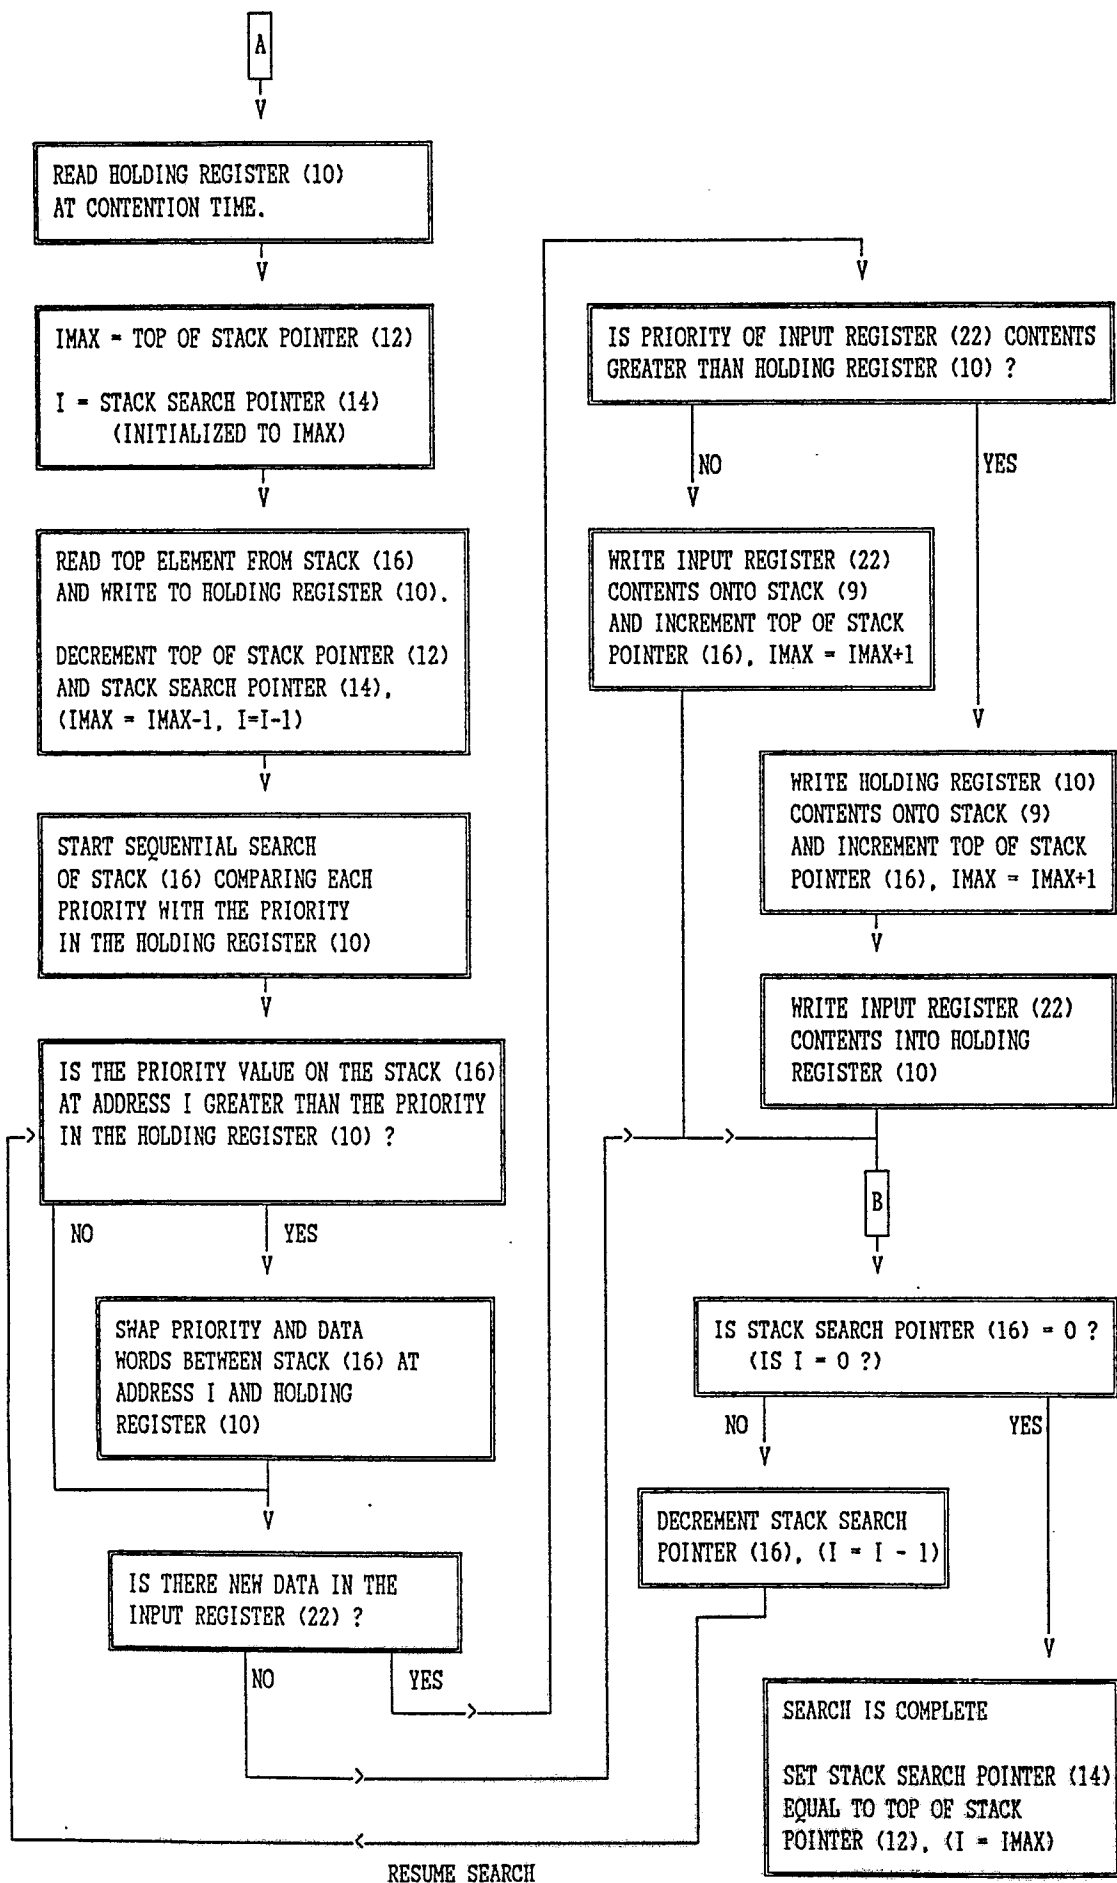 A
READ HOLDING REGISTER (10)
AT CONTENTION TIME.
IMAX = TOP OF STACK POINTER (12)
I = STACK SEARCH POINTER (14)
(INITIALIZED TO IMAX)
READ TOP ELEMENT FROM STACK (16)
AND WRITE TO HOLDING REGISTER (10).
DECREMENT TOP OF STACK POINTER (12)
AND STACK SEARCH POINTER (14),
(IMAX = IMAX-1, I=I-1)
START SEQUENTIAL SEARCH
OF STACK (16) COMPARING EACH
PRIORITY WITH THE PRIORITY
IN THE HOLDING REGISTER (10)
IS THE PRIORITY VALUE ON THE STACK (16)
AT ADDRESS I GREATER THAN THE PRIORITY
IN THE HOLDING REGISTER (10) ?
NO
YES
SWAP PRIORITY AND DATA
WORDS BETWEEN STACK (16) AT
ADDRESS I AND HOLDING
REGISTER (10)
IS THERE NEW DATA IN THE
INPUT REGISTER (22) ?
NO
YES
IS PRIORITY OF INPUT REGISTER (22) CONTENTS
GREATER THAN HOLDING REGISTER (10) ?
NO
YES
WRITE INPUT REGISTER (22)
CONTENTS ONTO STACK (9)
AND INCREMENT TOP OF STACK
POINTER (16), IMAX = IMAX+1
WRITE HOLDING REGISTER (10)
CONTENTS ONTO STACK (9)
AND INCREMENT TOP OF STACK
POINTER (16), IMAX = IMAX+1
WRITE INPUT REGISTER (22)
CONTENTS INTO HOLDING
REGISTER (10)
B
IS STACK SEARCH POINTER (16) = 0 ?
(IS I = 0 ?)
NO
YES
DECREMENT STACK SEARCH
POINTER (16), (I = I - 1)
SEARCH IS COMPLETE
SET STACK SEARCH POINTER (14)
EQUAL TO TOP OF STACK
POINTER (12), (I = IMAX)
RESUME SEARCH